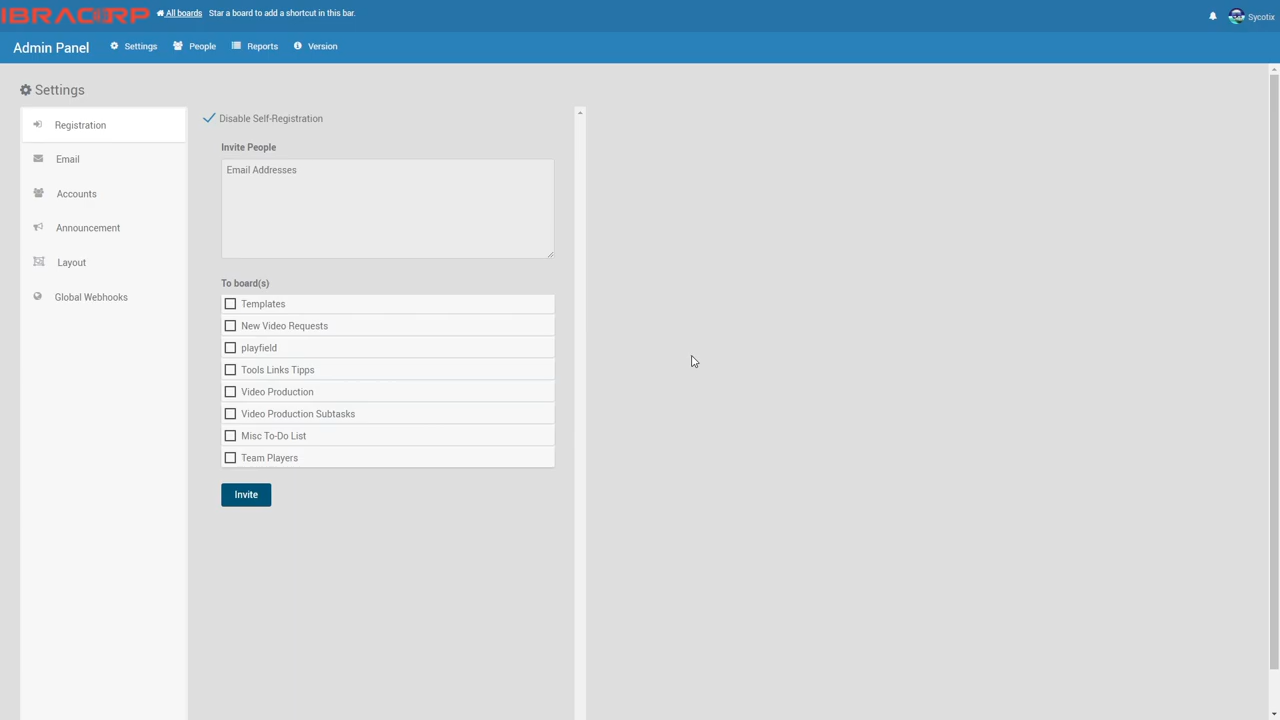 IBRACORP All boards Star a board to add a shortcut in this bar. Sycotix
Admin Panel Settings People Reports Version
Settings
Registration
Email
Accounts
Announcement
Layout
Global Webhooks
Disable Self-Registration
Invite People
Email Addresses
To board(s)
Templates
New Video Requests
playfield
Tools Links Tipps
Video Production
Video Production Subtasks
Misc To-Do List
Team Players
Invite